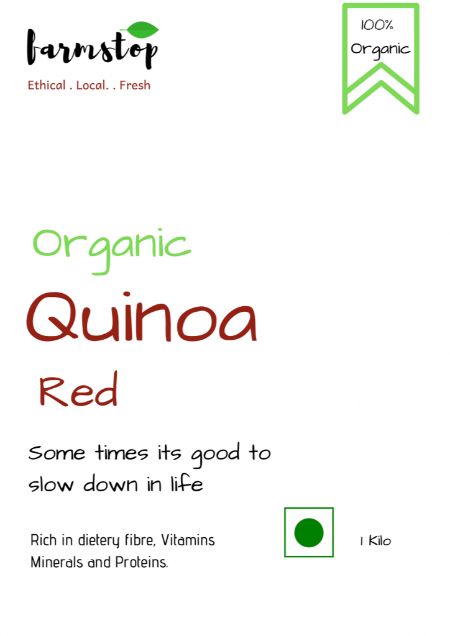 farmstop
Ethical . Local. . Fresh
100%
Organic
Organic
Quinoa
Red
Some times its good to
slow down in life
Rich in dietery fibre, Vitamins
Minerals and Proteins.
1 Kilo